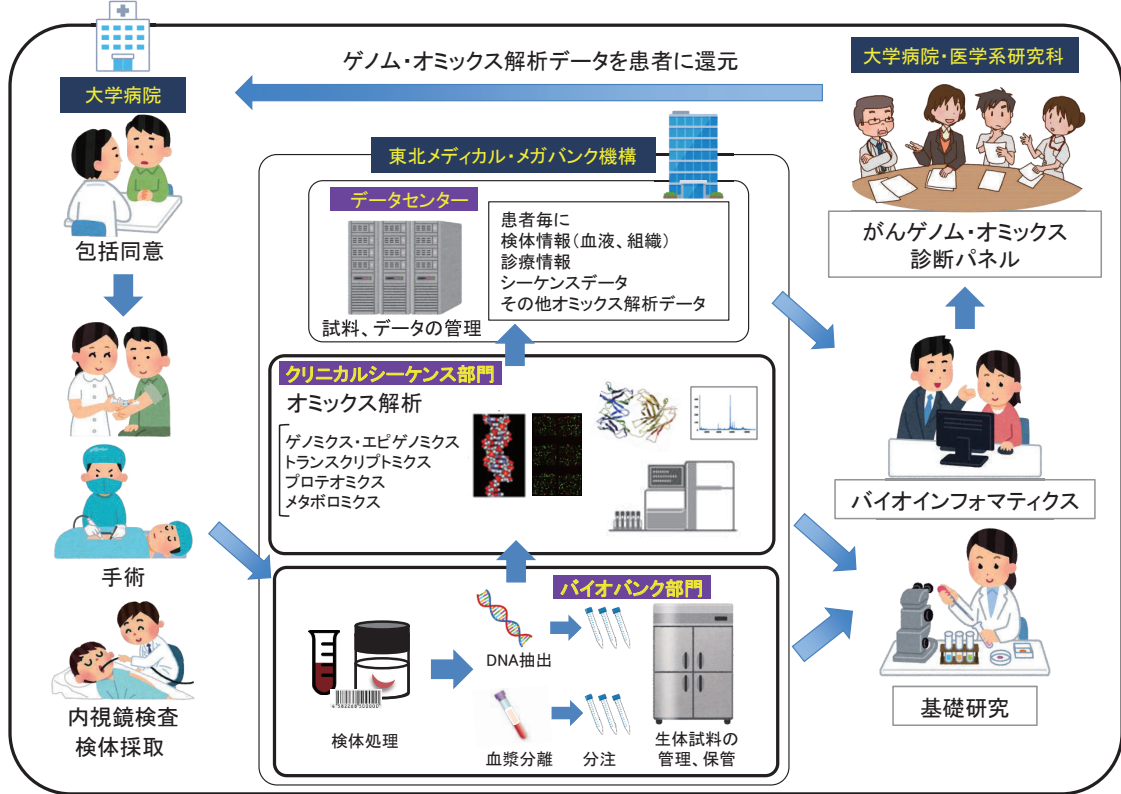 ゲノム・オミックス解析データを患者に還元
大学病院
包括同意
手術
内視鏡検査
検体採取
東北メディカル・メガバンク機構
データセンター
試料、データの管理
患者毎に
検体情報(血液、組織)
診療情報
シーケンスデータ
その他オミックス解析データ
クリニカルシーケンス部門
オミックス解析
ゲノミクス・エピゲノミクス
トランスクリプトミクス
プロテオミクス
メタボロミクス
バイオバンク部門
検体処理
DNA抽出
血漿分離
分注
生体試料の
管理、保管
大学病院・医学系研究科
がんゲノム・オミックス
診断パネル
バイオインフォマティクス
基礎研究